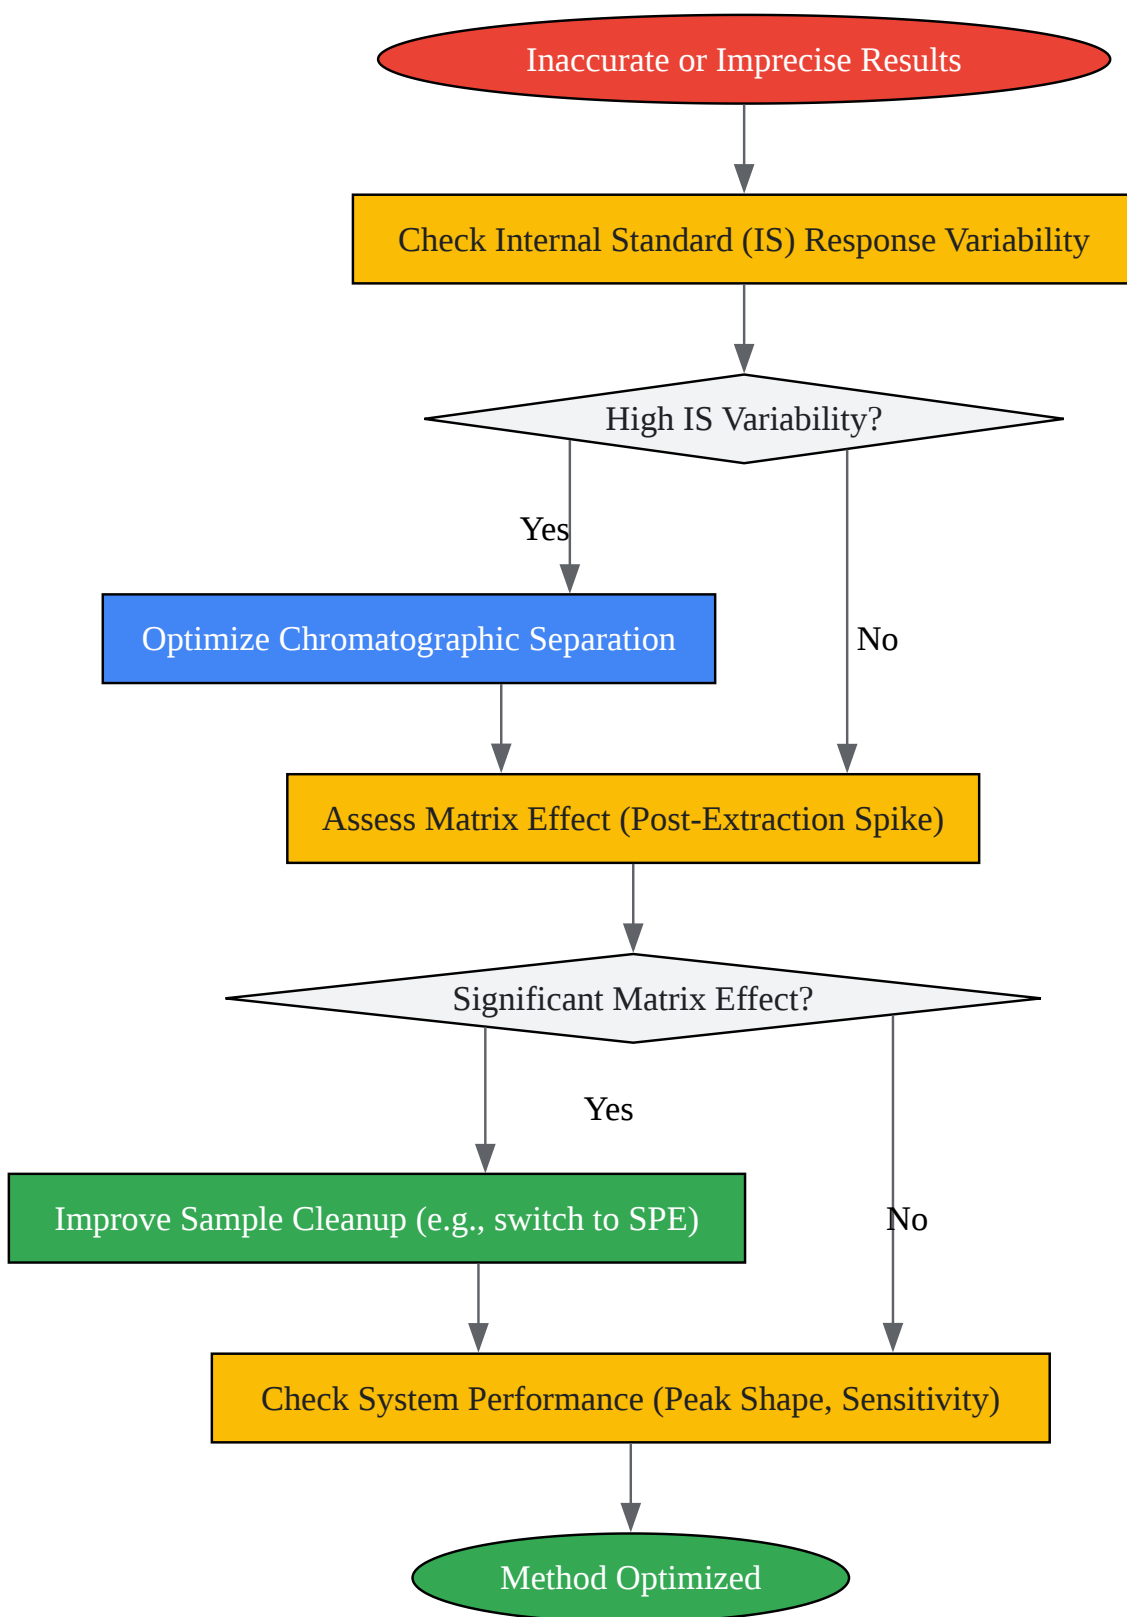 Inaccurate or Imprecise Results
Check Internal Standard (IS) Response Variability
High IS Variability?
Yes
Optimize Chromatographic Separation
No
Assess Matrix Effect (Post-Extraction Spike)
Significant Matrix Effect?
Yes
Improve Sample Cleanup (e.g., switch to SPE)
No
Check System Performance (Peak Shape, Sensitivity)
Method Optimized